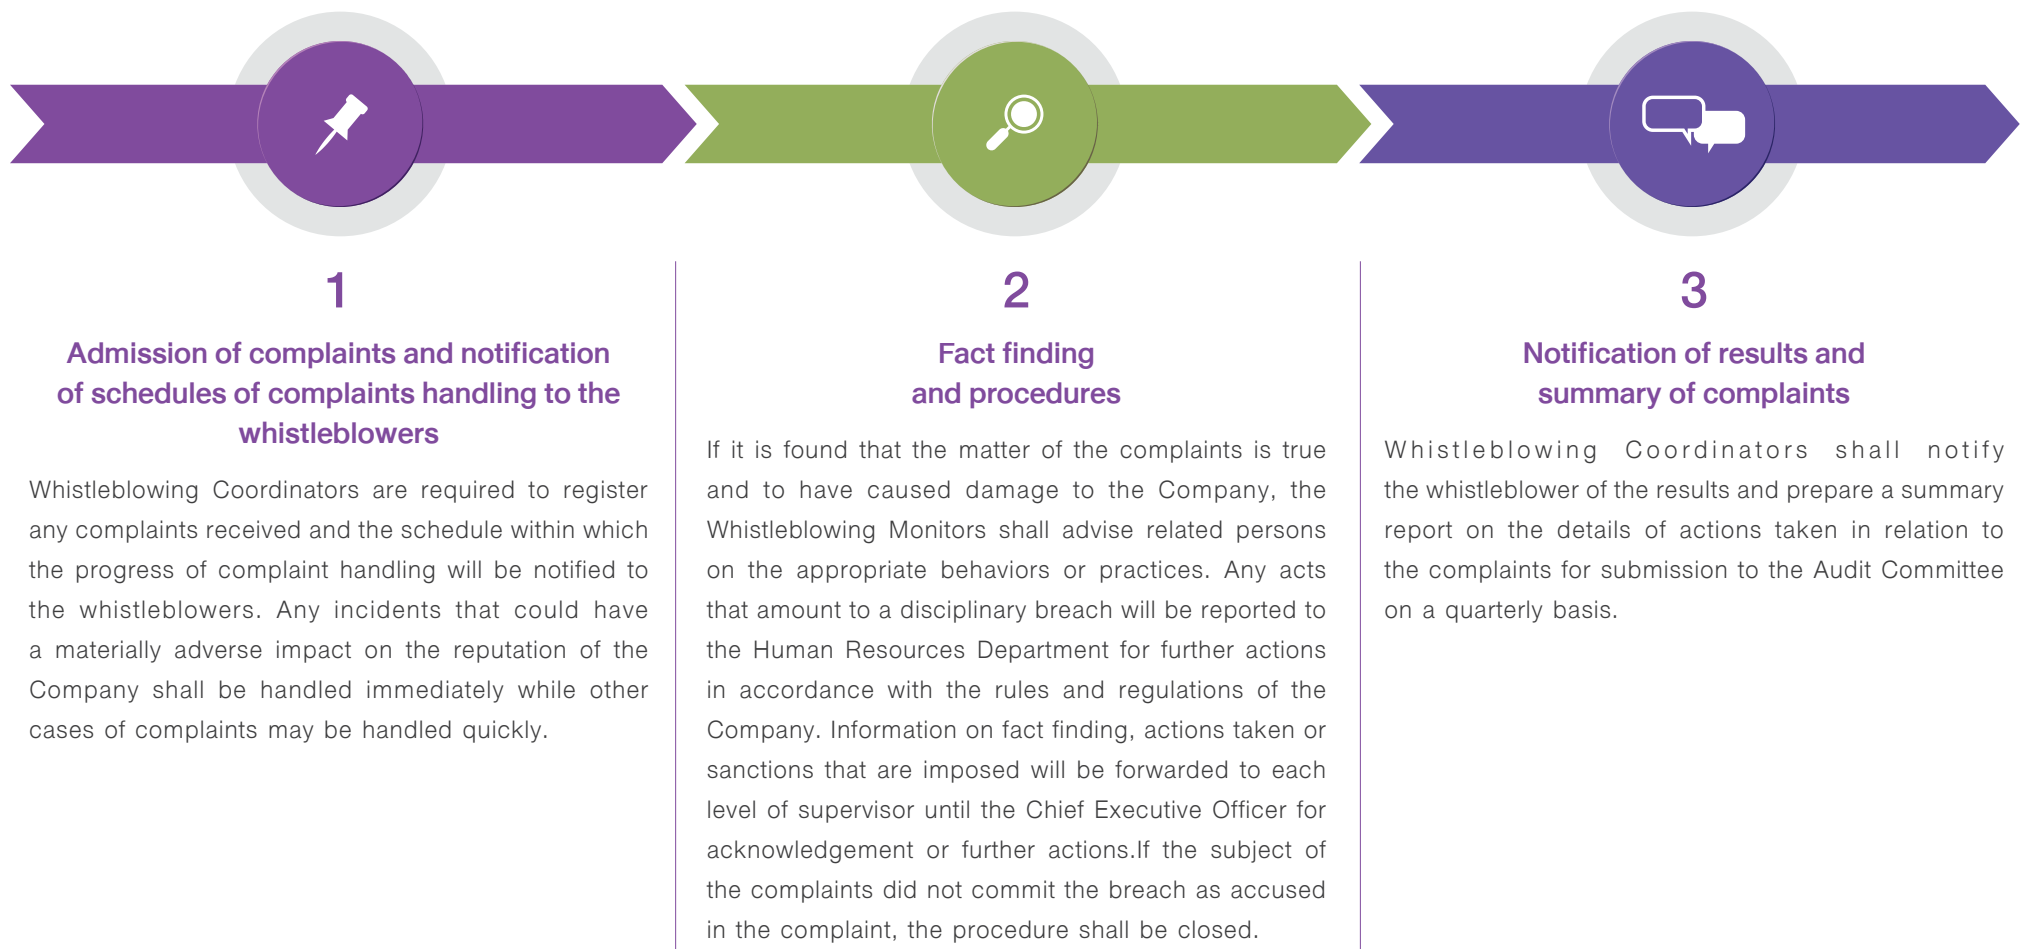 1
Admission of complaints and notification
of schedules of complaints handling to the
whistleblowers
Whistleblowing Coordinators are required to register
any complaints received and the schedule within which
the progress of complaint handling will be notified to
the whistleblowers. Any incidents that could have
a materially adverse impact on the reputation of the
Company shall be handled immediately while other
cases of complaints may be handled quickly.
2
Fact finding
and procedures
If it is found that the matter of the complaints is true
and to have caused damage to the Company, the
Whistleblowing Monitors shall advise related persons
on the appropriate behaviors or practices. Any acts
that amount to a disciplinary breach will be reported to
the Human Resources Department for further actions
in accordance with the rules and regulations of the
Company. Information on fact finding, actions taken or
sanctions that are imposed will be forwarded to each
level of supervisor until the Chief Executive Officer for
acknowledgement or further actions.If the subject of
the complaints did not commit the breach as accused
in the complaint, the procedure shall be closed.
3
Notification of results and
summary of complaints
Whistleblowing Coordinators shall notify
the whistleblower of the results and prepare a summary
report on the details of actions taken in relation to
the complaints for submission to the Audit Committee
on a quarterly basis.